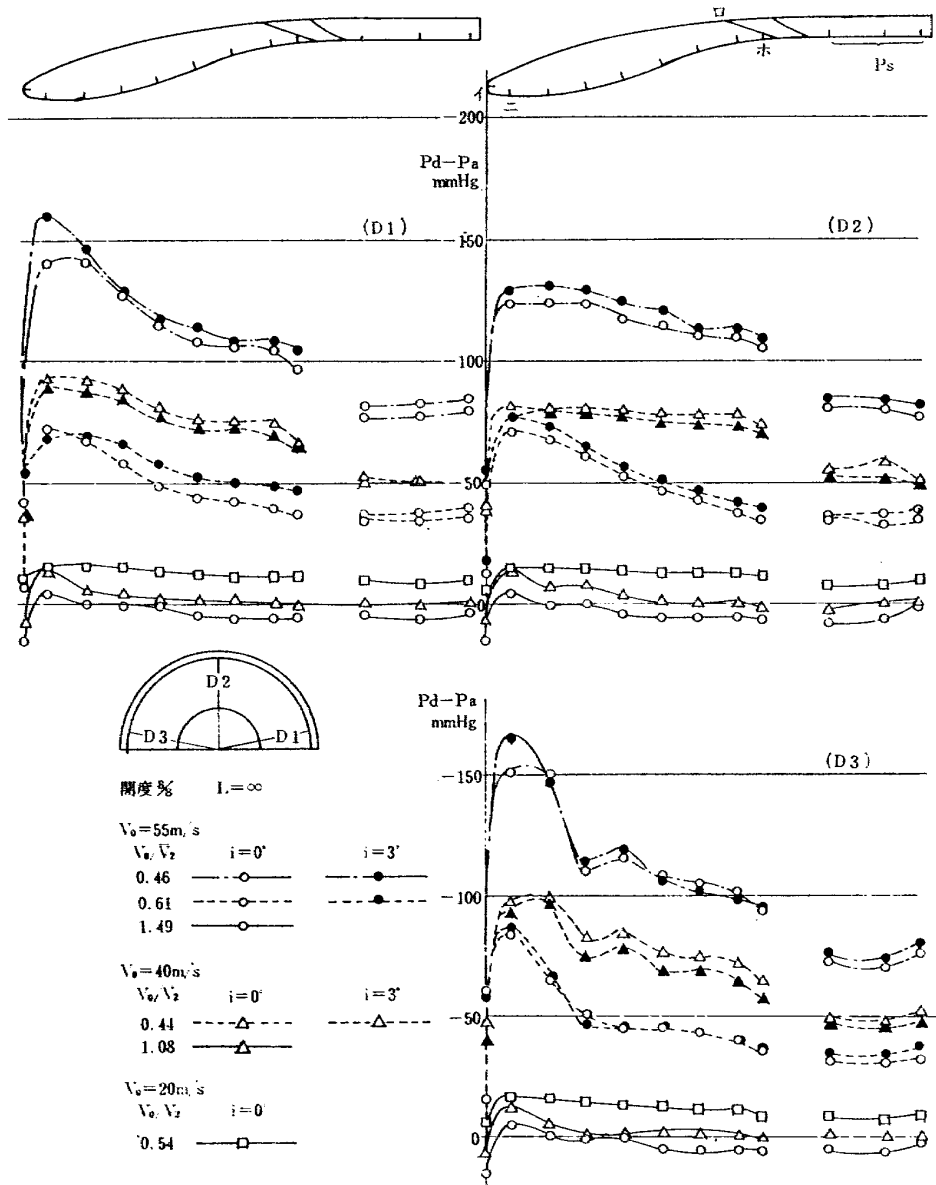 ロ
ホ
Ps
イ
ニ
-200
Pd-Pa
mmHg
(D1)
-150
(D2)
100
50
0
D2
D3
D1
Pd-Pa
mmHg
-150
(D3)
-100
-50
0
L=∞
V₀=55m/s
V₀/V₂ i=0° i=3°
0.46
0.61
1.49
V₀=40m/s
V₀/V₂ i=0° i=3°
0.44
1.08
V₀=20m/s
V₀/V₂ i=0°
0.54